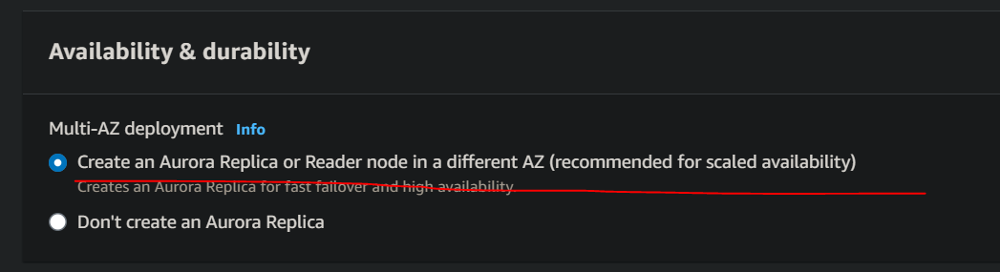 Availability & durability
Multi-AZ deployment Info
Create an Aurora Replica or Reader node in a different AZ (recommended for scaled availability)
Creates an Aurora Replica for fast failover and high availability.
Don't create an Aurora Replica